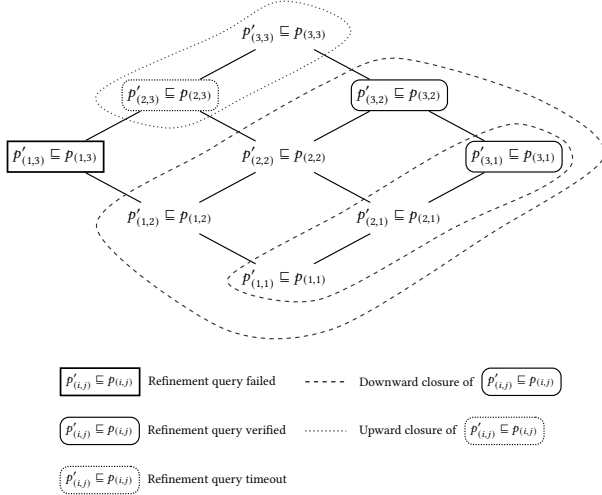 p′(3,3) ⊑ p(3,3)
p′(2,3) ⊑ p(2,3) p′(3,2) ⊑ p(3,2)
p′(1,3) ⊑ p(1,3) p′(2,2) ⊑ p(2,2) p′(3,1) ⊑ p(3,1)
p′(1,2) ⊑ p(1,2) p′(2,1) ⊑ p(2,1)
p′(1,1) ⊑ p(1,1)
p′(i,j) ⊑ p(i,j) Refinement query failed Downward closure of p′(i,j) ⊑ p(i,j)
p′(i,j) ⊑ p(i,j) Refinement query verified Upward closure of p′(i,j) ⊑ p(i,j)
p′(i,j) ⊑ p(i,j) Refinement query timeout